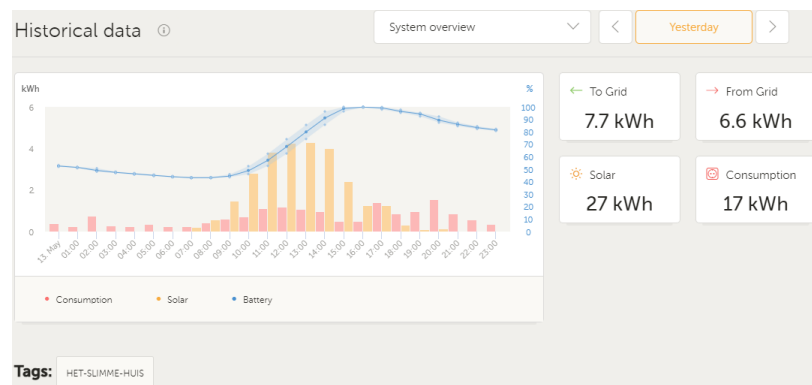 Historical data
System overview
Yesterday
kWh
%
6
4
2
0
100
90
80
70
60
50
40
30
20
10
0
13. May 01:00 02:00 03:00 04:00 05:00 06:00 07:00 08:00 09:00 10:00 11:00 12:00 13:00 14:00 15:00 16:00 17:00 18:00 19:00 20:00 21:00 22:00 23:00
Consumption Solar Battery
To Grid
7.7 kWh
From Grid
6.6 kWh
Solar
27 kWh
Consumption
17 kWh
Tags: HET-SLIMME-HUIS